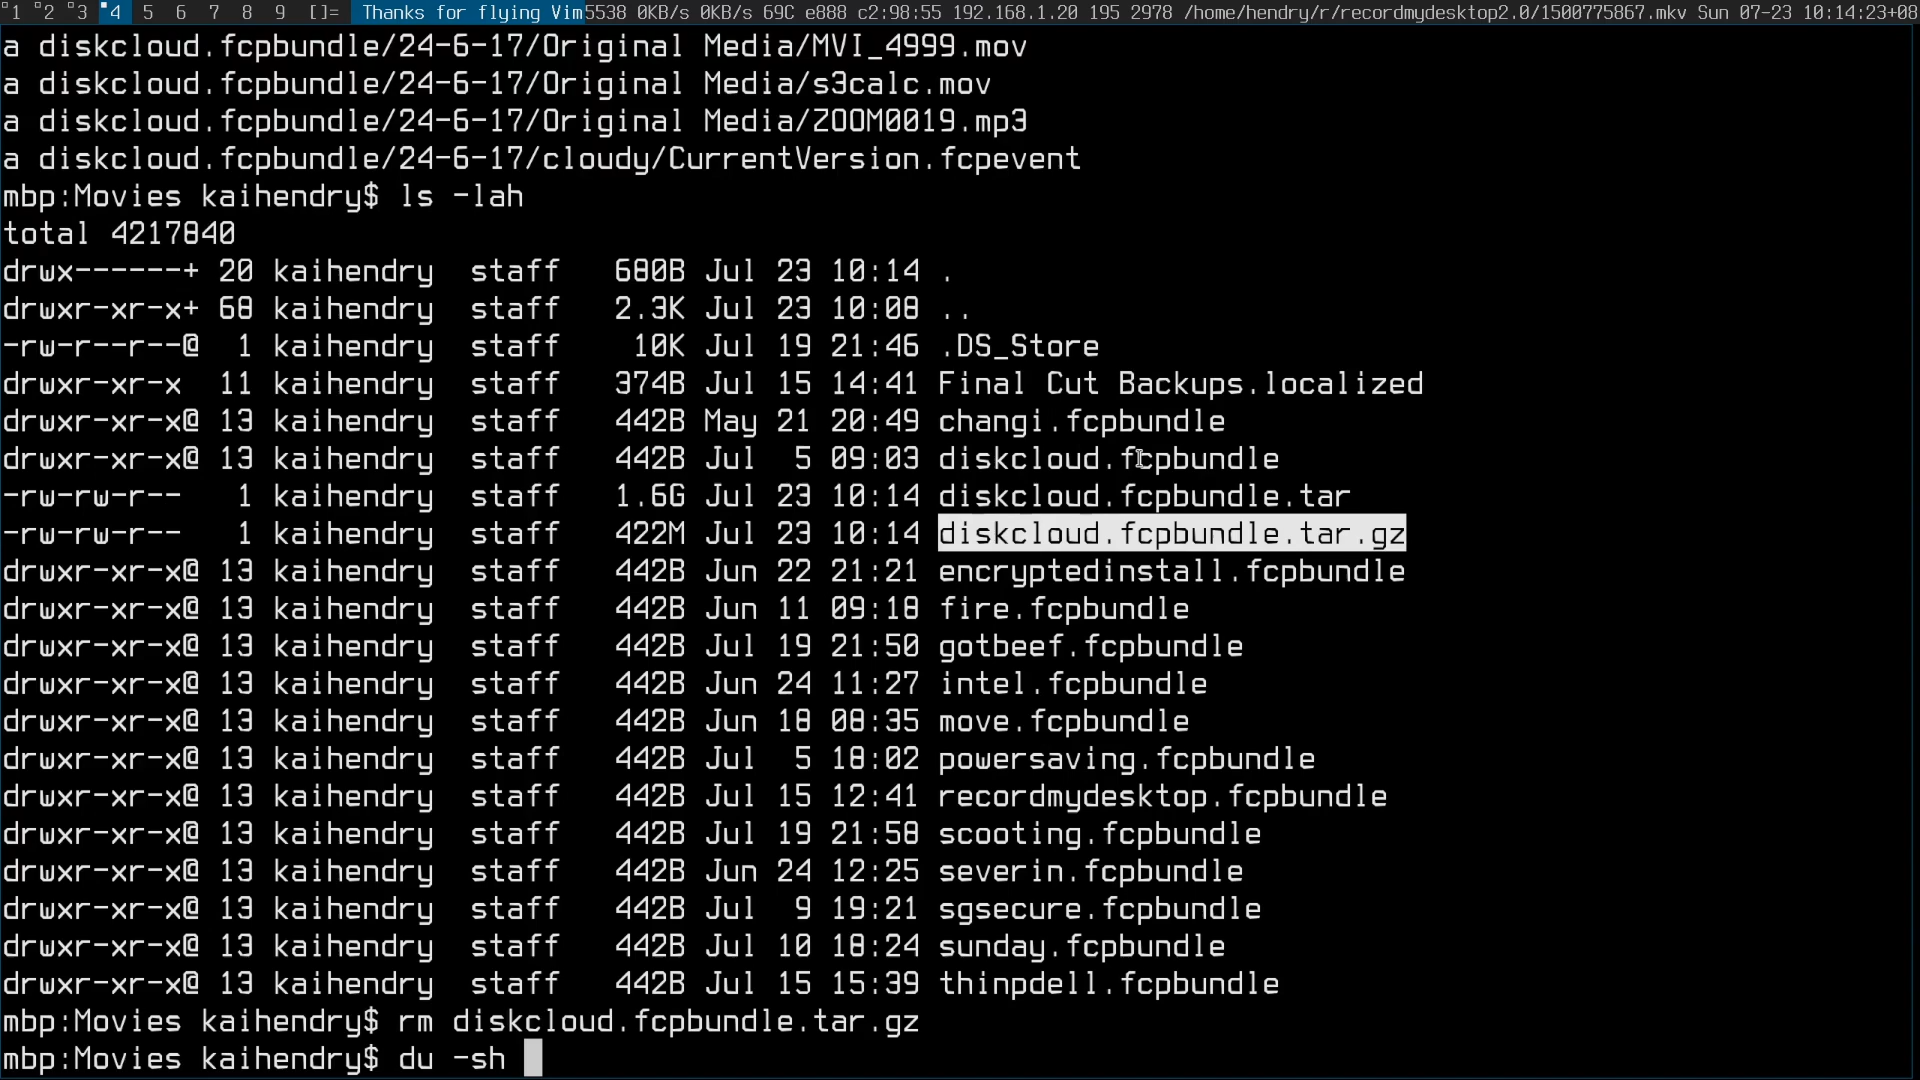 1 2 3 4 5 6 7 8 9 []= Thanks for flying Vim5538 0KB/s 0KB/s 69C e888 c2:98:55 192.168.1.20 195 2978 /home/hendry/r/recordmydesktop2.0/1500775867.mkv Sun 07-23 10:14:23+08
a diskcloud.fcpbundle/24-6-17/Original Media/MVI_4999.mov
a diskcloud.fcpbundle/24-6-17/Original Media/s3calc.mov
a diskcloud.fcpbundle/24-6-17/Original Media/ZOOM0019.mp3
a diskcloud.fcpbundle/24-6-17/cloudy/CurrentVersion.fcpevent
mbp:Movies kaihendry$ ls -lah
total 4217840
drwx------+ 20 kaihendry  staff   680B Jul 23 10:14 .
drwxr-xr-x+ 68 kaihendry  staff   2.3K Jul 23 10:08 ..
-rw-r--r--@  1 kaihendry  staff    10K Jul 19 21:46 .DS_Store
drwxr-xr-x  11 kaihendry  staff   374B Jul 15 14:41 Final Cut Backups.localized
drwxr-xr-x@ 13 kaihendry  staff   442B May 21 20:49 changi.fcpbundle
drwxr-xr-x@ 13 kaihendry  staff   442B Jul  5 09:03 diskcloud.fcpbundle
-rw-rw-r--   1 kaihendry  staff   1.6G Jul 23 10:14 diskcloud.fcpbundle.tar
-rw-rw-r--   1 kaihendry  staff   422M Jul 23 10:14 diskcloud.fcpbundle.tar.gz
drwxr-xr-x@ 13 kaihendry  staff   442B Jun 22 21:21 encryptedinstall.fcpbundle
drwxr-xr-x@ 13 kaihendry  staff   442B Jun 11 09:18 fire.fcpbundle
drwxr-xr-x@ 13 kaihendry  staff   442B Jul 19 21:50 gotbeef.fcpbundle
drwxr-xr-x@ 13 kaihendry  staff   442B Jun 24 11:27 intel.fcpbundle
drwxr-xr-x@ 13 kaihendry  staff   442B Jun 18 08:35 move.fcpbundle
drwxr-xr-x@ 13 kaihendry  staff   442B Jul  5 18:02 powersaving.fcpbundle
drwxr-xr-x@ 13 kaihendry  staff   442B Jul 15 12:41 recordmydesktop.fcpbundle
drwxr-xr-x@ 13 kaihendry  staff   442B Jul 19 21:58 scooting.fcpbundle
drwxr-xr-x@ 13 kaihendry  staff   442B Jun 24 12:25 severin.fcpbundle
drwxr-xr-x@ 13 kaihendry  staff   442B Jul  9 19:21 sgsecure.fcpbundle
drwxr-xr-x@ 13 kaihendry  staff   442B Jul 10 18:24 sunday.fcpbundle
drwxr-xr-x@ 13 kaihendry  staff   442B Jul 15 15:39 thinpdell.fcpbundle
mbp:Movies kaihendry$ rm diskcloud.fcpbundle.tar.gz
mbp:Movies kaihendry$ du -sh